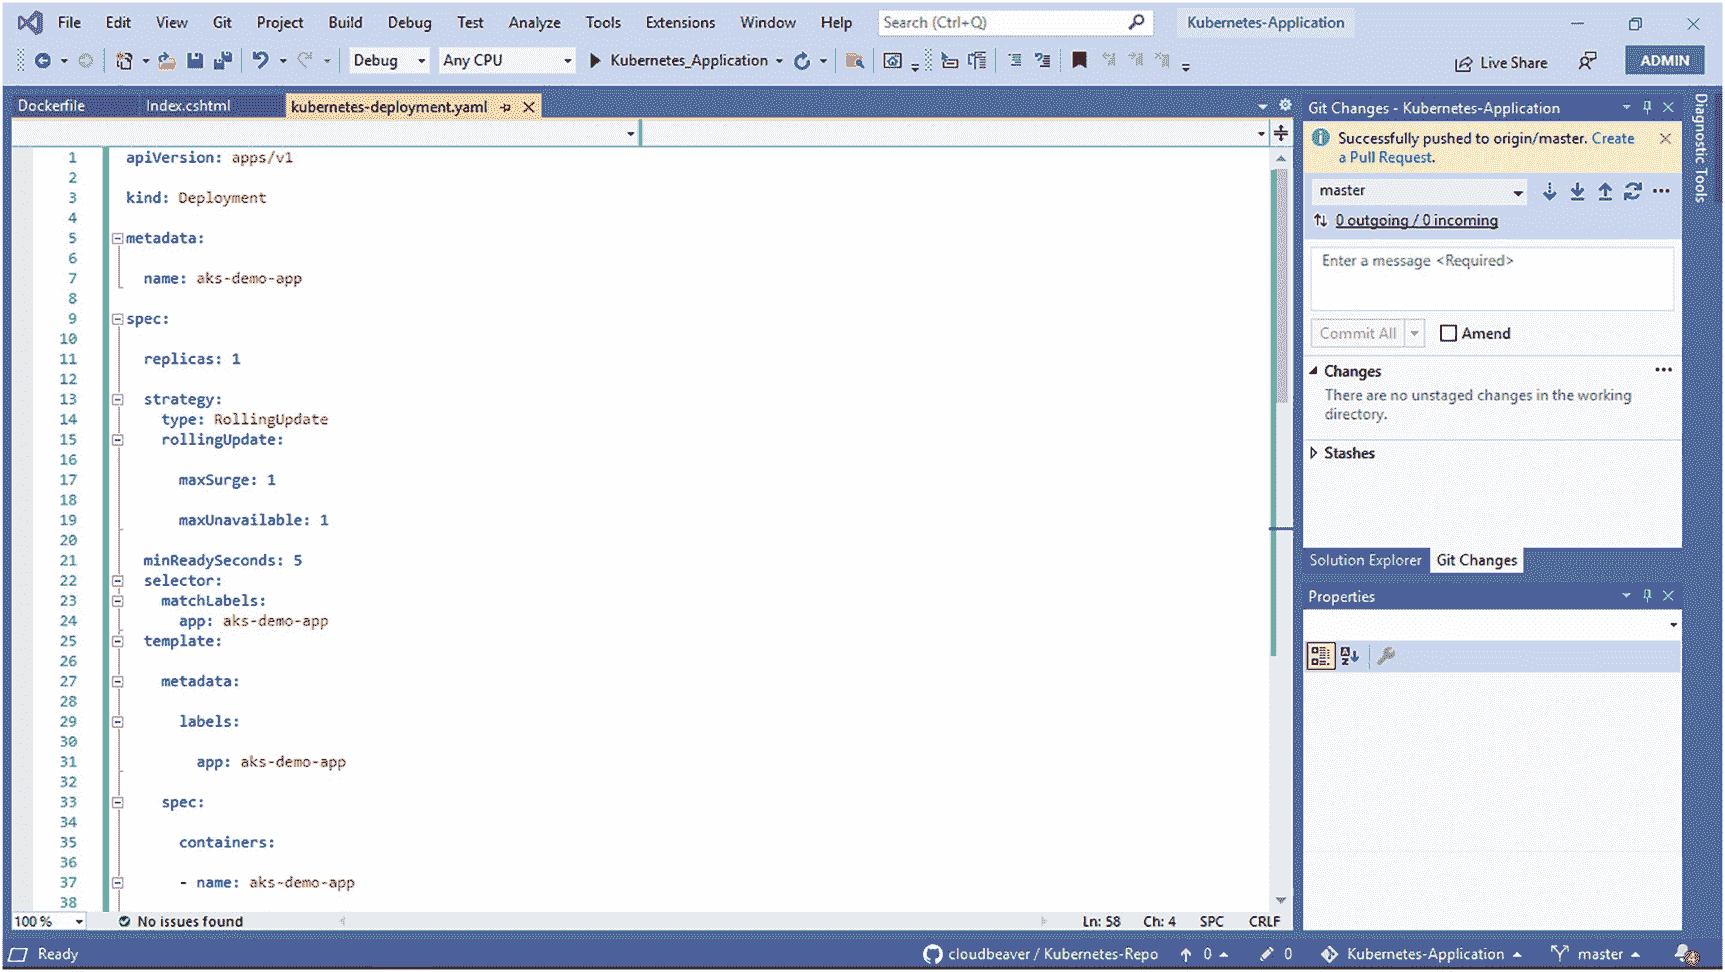 File Edit View Git Project Build Debug Test Analyze Tools Extensions Window Help Search (Ctrl+Q) Kubernetes-Application
Debug Any CPU Kubernetes_Application Live Share ADMIN
Dockerfile Index.cshtml kubernetes-deployment.yaml
1 apiVersion: apps/v1
2
3 kind: Deployment
4
5 metadata:
6
7 name: aks-demo-app
8
9 spec:
10
11 replicas: 1
12
13 strategy:
14 type: RollingUpdate
15 rollingUpdate:
16
17 maxSurge: 1
18
19 maxUnavailable: 1
20
21 minReadySeconds: 5
22 selector:
23 matchLabels:
24 app: aks-demo-app
25 template:
26
27 metadata:
28
29 labels:
30
31 app: aks-demo-app
32
33 spec:
34
35 containers:
36
37 - name: aks-demo-app
38
100 % No issues found Ln: 58 Ch: 4 SPC CRLF
Git Changes - Kubernetes-Application
Successfully pushed to origin/master. Create
a Pull Request.
master
0 outgoing / 0 incoming
Enter a message <Required>
Commit All Amend
Changes
There are no unstaged changes in the working
directory.
Stashes
Solution Explorer Git Changes
Properties
Diagnostic Tools
Ready cloudbeaver / Kubernetes-Repo 0 0 Kubernetes-Application master 4